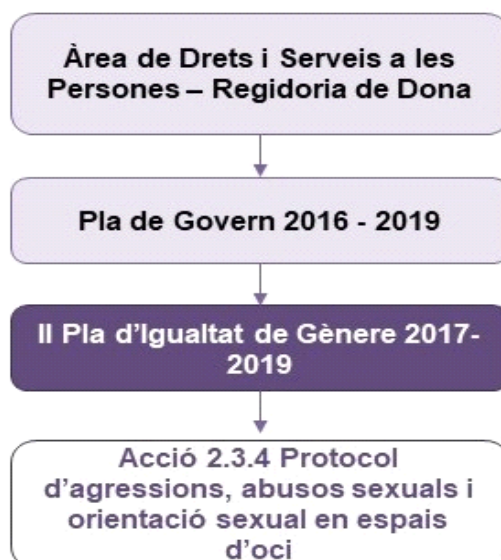 Àrea de Drets i Serveis a les
Persones – Regidoria de Dona
Pla de Govern 2016 - 2019
II Pla d'Igualtat de Gènere 2017-
2019
Acció 2.3.4 Protocol
d'agressions, abusos sexuals i
orientació sexual en espais
d'oci